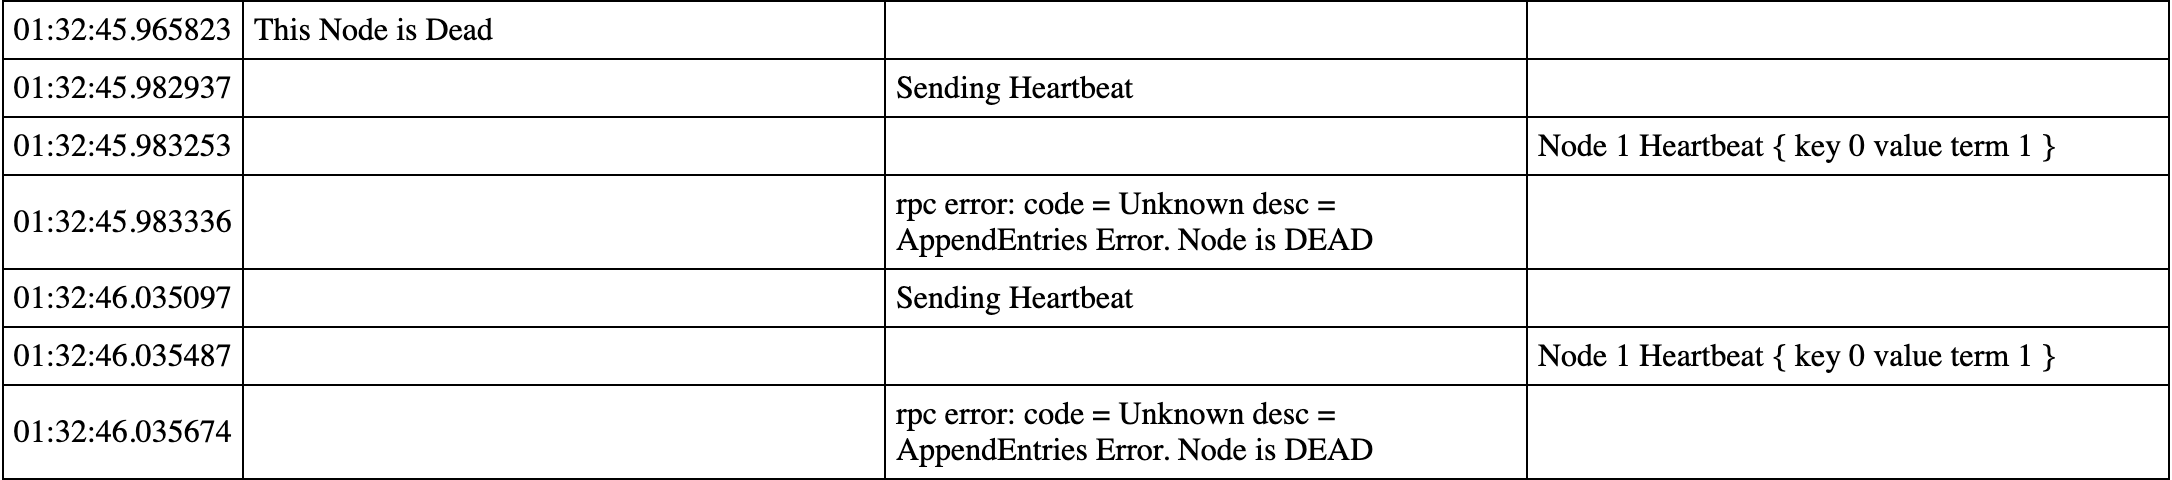 01:32:45.965823 This Node is Dead
01:32:45.982937 Sending Heartbeat
01:32:45.983253 Node 1 Heartbeat { key 0 value term 1 }
01:32:45.983336 rpc error: code = Unknown desc =
AppendEntries Error. Node is DEAD
01:32:46.035097 Sending Heartbeat
01:32:46.035487 Node 1 Heartbeat { key 0 value term 1 }
01:32:46.035674 rpc error: code = Unknown desc =
AppendEntries Error. Node is DEAD